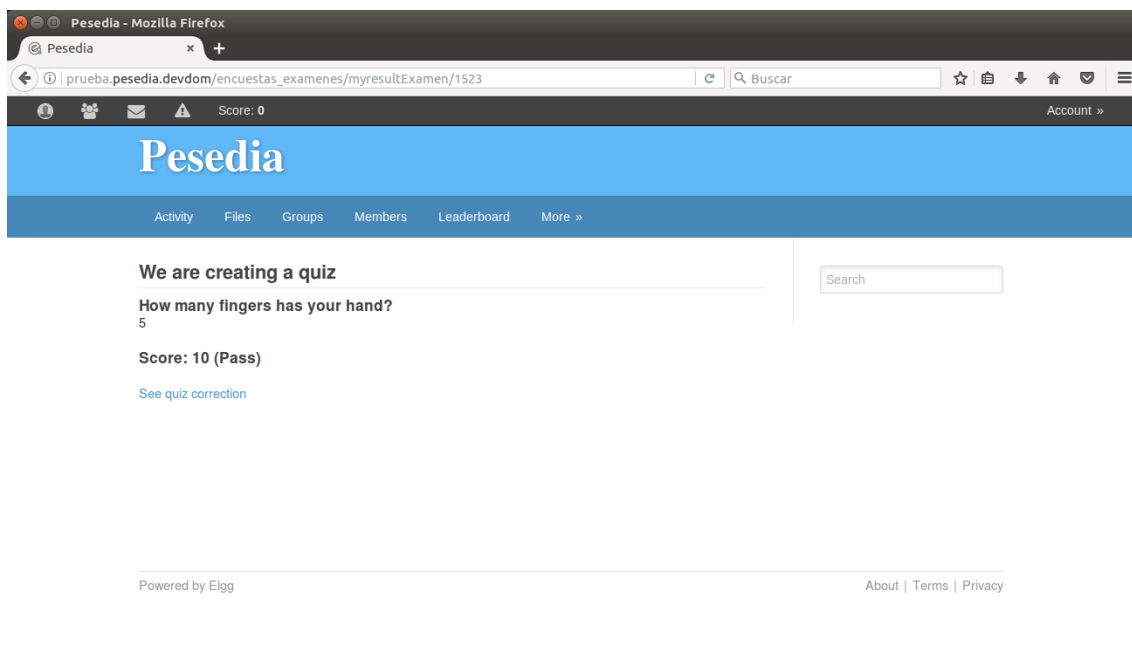 Pesedia - Mozilla Firefox
Pesedia
prueba.pesedia.devdom/encuestas_examenes/myresultExamen/1523
Buscar
Score: 0
Account »
Pesedia
Activity Files Groups Members Leaderboard More »
We are creating a quiz
Search
How many fingers has your hand?
5
Score: 10 (Pass)
See quiz correction
Powered by Elgg
About | Terms | Privacy